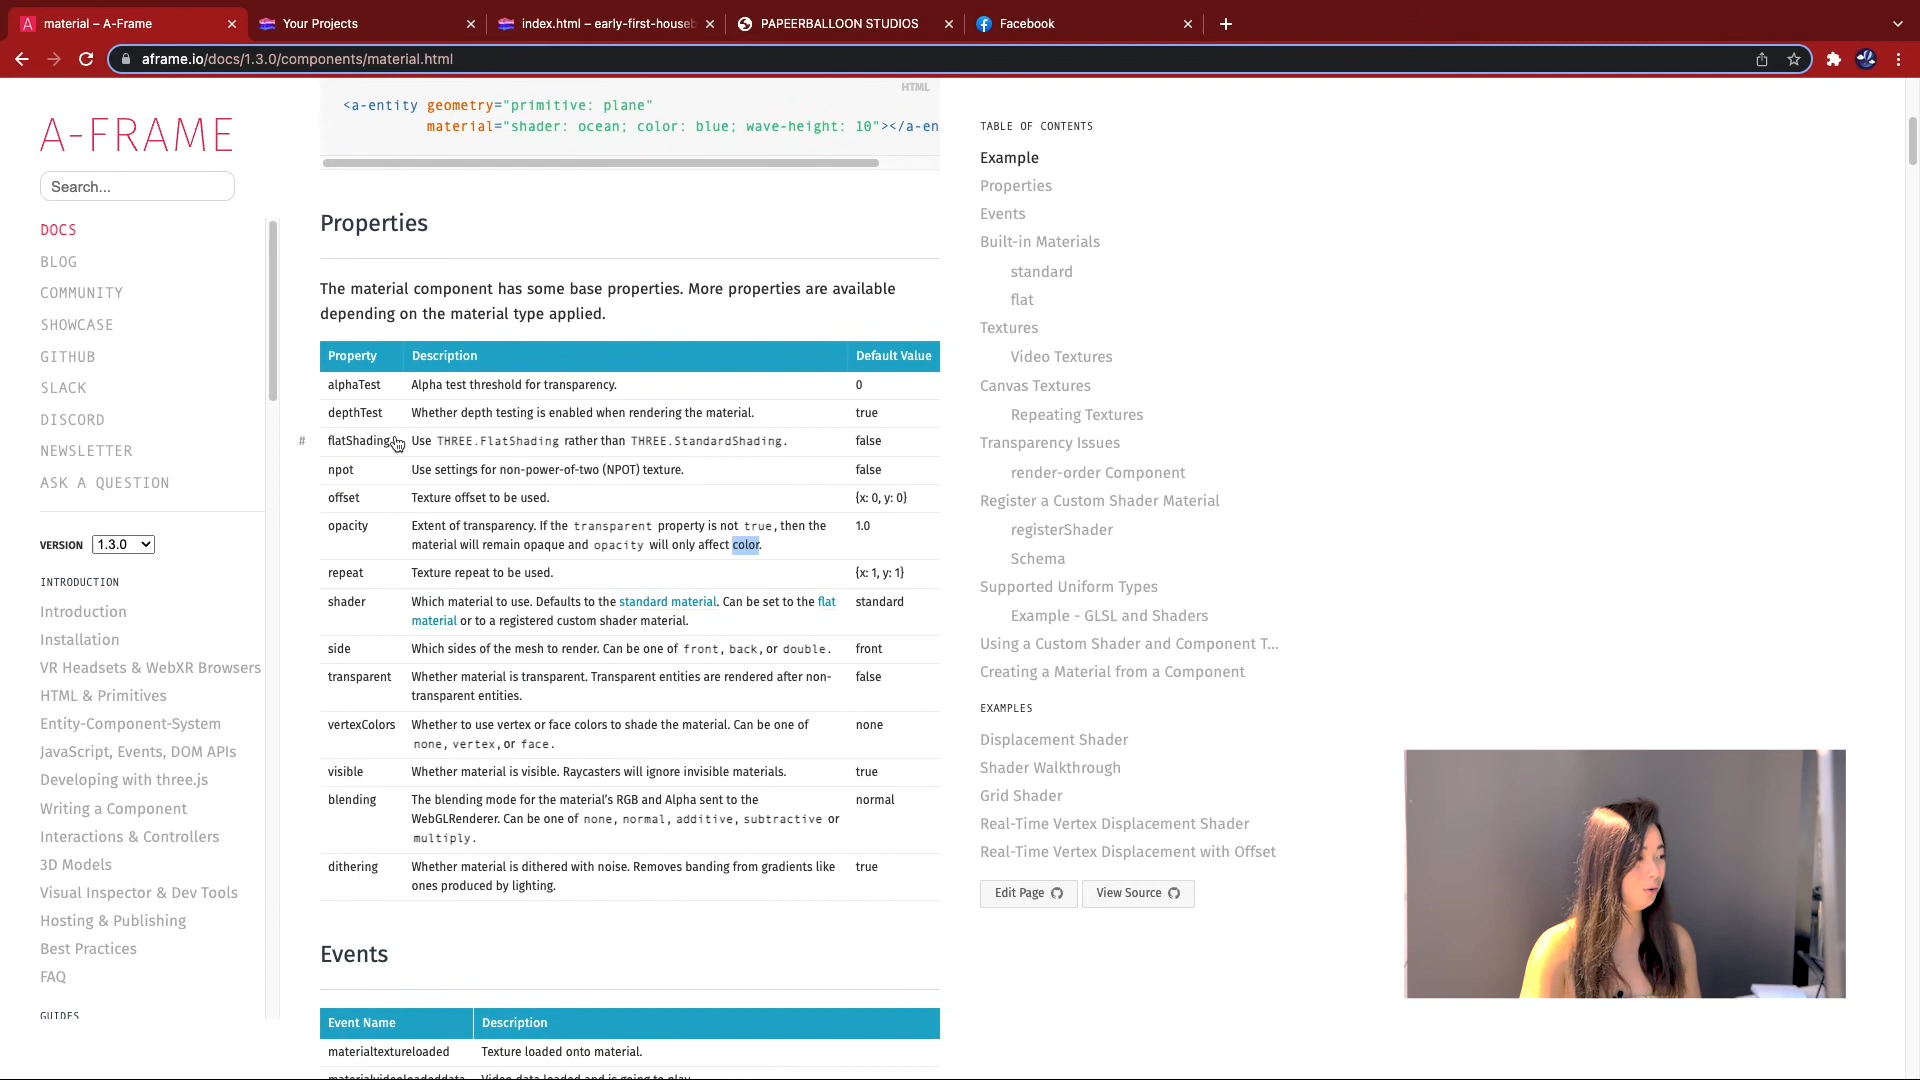 material – A-Frame
Your Projects
index.html – early-first-househ
PAPEERBALLOON STUDIOS
Facebook
aframe.io/docs/1.3.0/components/material.html
A-FRAME
Search...
DOCS
BLOG
COMMUNITY
SHOWCASE
GITHUB
SLACK
DISCORD
NEWSLETTER
ASK A QUESTION
VERSION 1.3.0
INTRODUCTION
Introduction
Installation
VR Headsets & WebXR Browsers
HTML & Primitives
Entity-Component-System
JavaScript, Events, DOM APIs
Developing with three.js
Writing a Component
Interactions & Controllers
3D Models
Visual Inspector & Dev Tools
Hosting & Publishing
Best Practices
FAQ
GUIDES
HTML
<a-entity geometry="primitive: plane"
material="shader: ocean; color: blue; wave-height: 10"></a-en
Properties
The material component has some base properties. More properties are available
depending on the material type applied.
Property Description Default Value
alphaTest Alpha test threshold for transparency. 0
depthTest Whether depth testing is enabled when rendering the material. true
# flatShading Use THREE.FlatShading rather than THREE.StandardShading. false
npot Use settings for non-power-of-two (NPOT) texture. false
offset Texture offset to be used. {x: 0, y: 0}
opacity Extent of transparency. If the transparent property is not true, then the 1.0
material will remain opaque and opacity will only affect color.
repeat Texture repeat to be used. {x: 1, y: 1}
shader Which material to use. Defaults to the standard material. Can be set to the flat standard
material or to a registered custom shader material.
side Which sides of the mesh to render. Can be one of front, back, or double. front
transparent Whether material is transparent. Transparent entities are rendered after non- false
transparent entities.
vertexColors Whether to use vertex or face colors to shade the material. Can be one of none
none, vertex, or face.
visible Whether material is visible. Raycasters will ignore invisible materials. true
blending The blending mode for the material's RGB and Alpha sent to the normal
WebGLRenderer. Can be one of none, normal, additive, subtractive or
multiply.
dithering Whether material is dithered with noise. Removes banding from gradients like true
ones produced by lighting.
Events
Event Name Description
materialtextureloaded Texture loaded onto material.
materialvideoloadeddata Video data loaded and is going to play.
TABLE OF CONTENTS
Example
Properties
Events
Built-in Materials
standard
flat
Textures
Video Textures
Canvas Textures
Repeating Textures
Transparency Issues
render-order Component
Register a Custom Shader Material
registerShader
Schema
Supported Uniform Types
Example - GLSL and Shaders
Using a Custom Shader and Component T...
Creating a Material from a Component
EXAMPLES
Displacement Shader
Shader Walkthrough
Grid Shader
Real-Time Vertex Displacement Shader
Real-Time Vertex Displacement with Offset
Edit Page
View Source